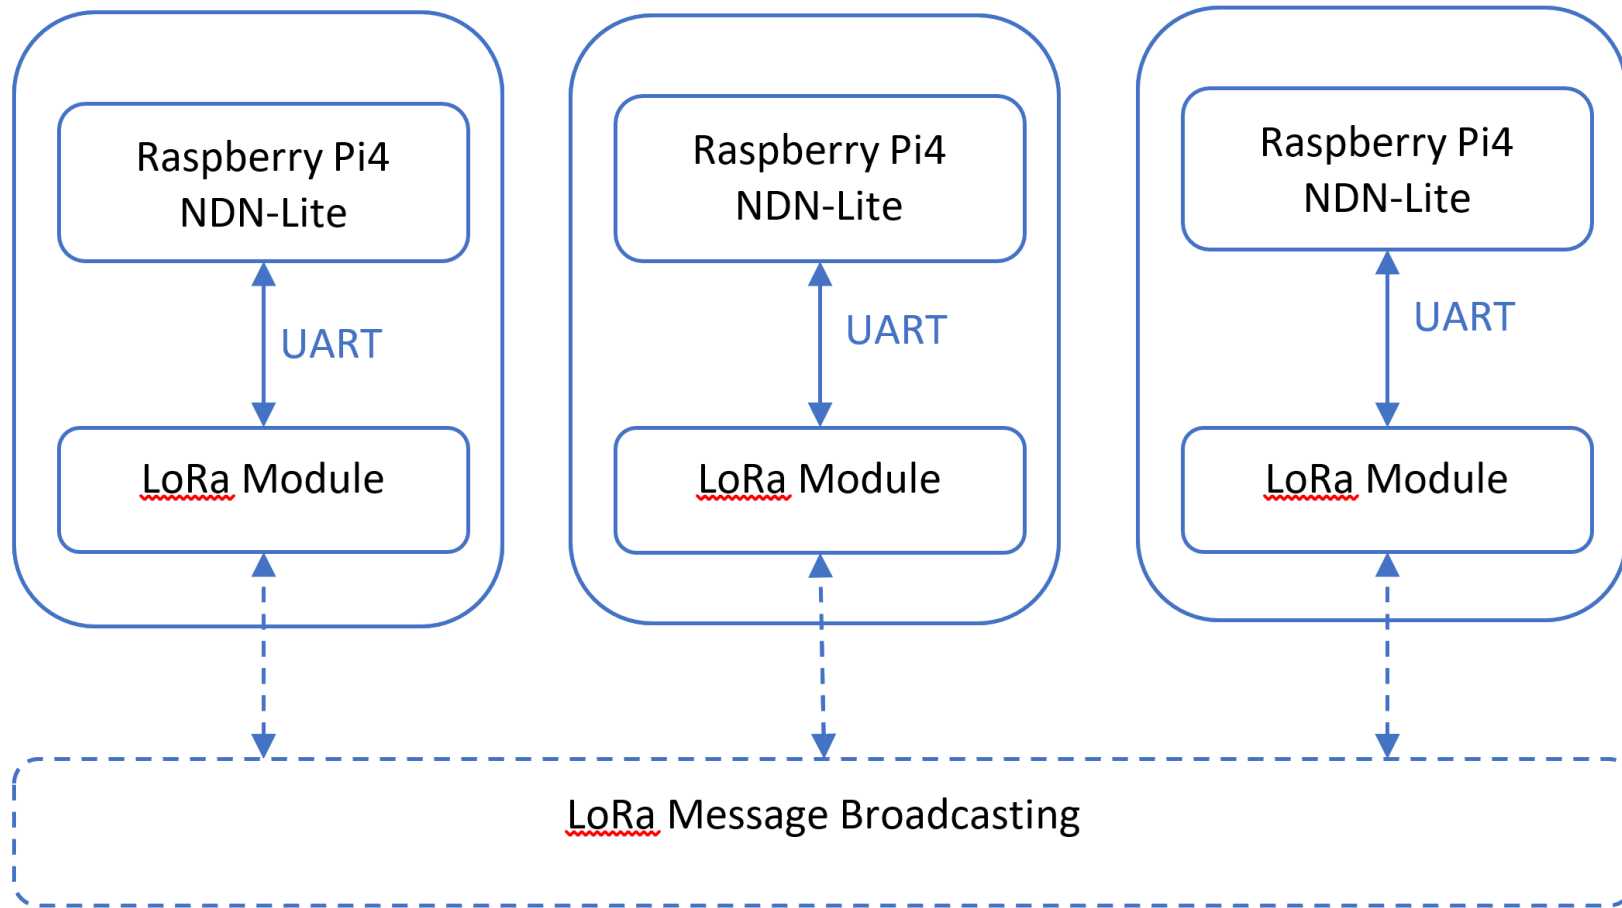 Raspberry Pi4
NDN-Lite
UART
LoRa Module
Raspberry Pi4
NDN-Lite
UART
LoRa Module
Raspberry Pi4
NDN-Lite
UART
LoRa Module
LoRa Message Broadcasting